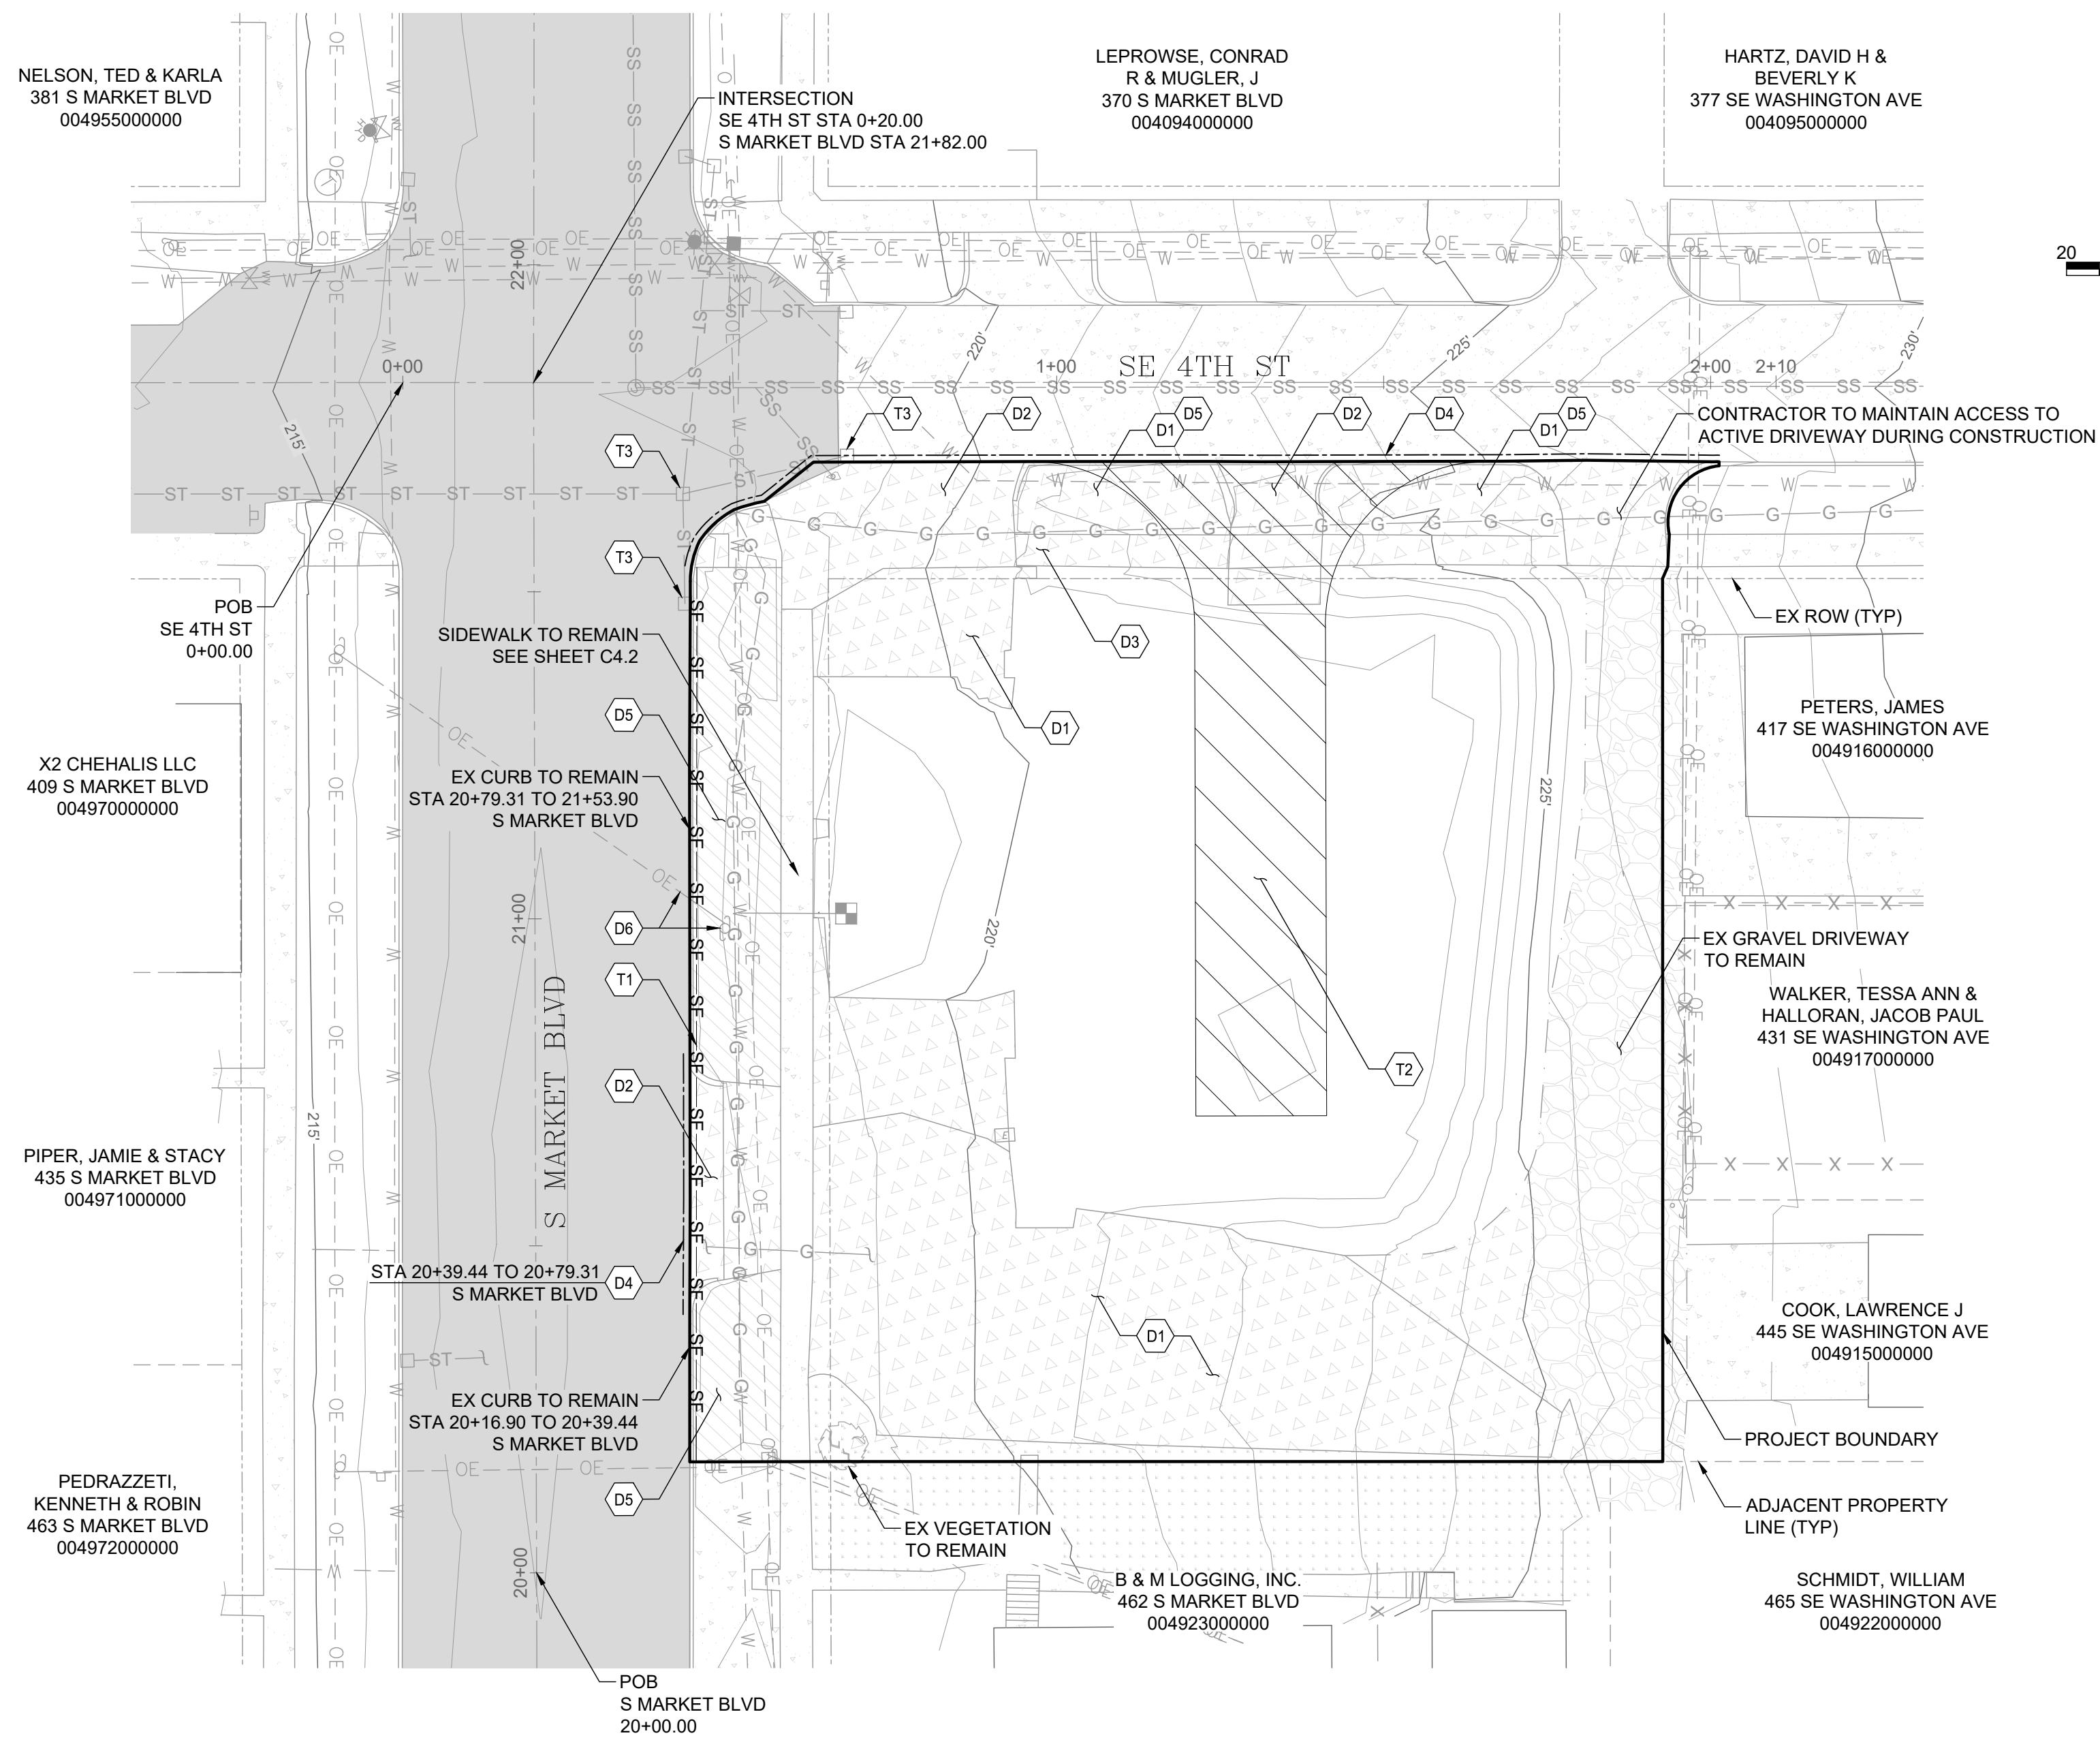 NELSON, TED & KARLA
381 S MARKET BLVD
004955000000
LEPROWSE, CONRAD
R & MUGLER, J
370 S MARKET BLVD
004094000000
HARTZ, DAVID H &
BEVERLY K
377 SE WASHINGTON AVE
004095000000
INTERSECTION
SE 4TH ST STA 0+20.00
S MARKET BLVD STA 21+82.00
20
22+00
0+00
220'
1+00
SE 4TH ST
225'
2+00
2+10
230'
215'
T3
D2
D5
D1
D2
D4
D5
D1
CONTRACTOR TO MAINTAIN ACCESS TO
ACTIVE DRIVEWAY DURING CONSTRUCTION
T3
T3
POB
SE 4TH ST
0+00.00
SIDEWALK TO REMAIN
SEE SHEET C4.2
D3
EX ROW (TYP)
D5
D1
PETERS, JAMES
417 SE WASHINGTON AVE
004916000000
X2 CHEHALIS LLC
409 S MARKET BLVD
004970000000
EX CURB TO REMAIN
STA 20+79.31 TO 21+53.90
S MARKET BLVD
225'
21+00
D6
220'
EX GRAVEL DRIVEWAY
TO REMAIN
T1
WALKER, TESSA ANN &
HALLORAN, JACOB PAUL
431 SE WASHINGTON AVE
004917000000
S MARKET BLVD
D2
T2
215'
PIPER, JAMIE & STACY
435 S MARKET BLVD
004971000000
STA 20+39.44 TO 20+79.31
S MARKET BLVD
D4
D1
COOK, LAWRENCE J
445 SE WASHINGTON AVE
004915000000
EX CURB TO REMAIN
STA 20+16.90 TO 20+39.44
S MARKET BLVD
PROJECT BOUNDARY
PEDRAZZETI,
KENNETH & ROBIN
463 S MARKET BLVD
004972000000
D5
ADJACENT PROPERTY
LINE (TYP)
EX VEGETATION
TO REMAIN
20+00
B & M LOGGING, INC.
462 S MARKET BLVD
004923000000
SCHMIDT, WILLIAM
465 SE WASHINGTON AVE
004922000000
POB
S MARKET BLVD
20+00.00